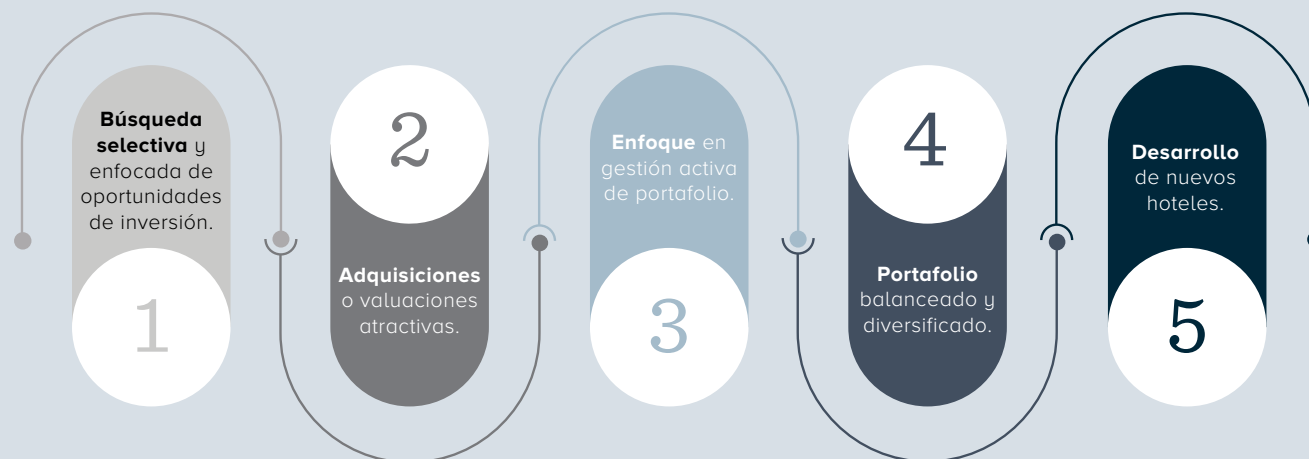 Búsqueda
selectiva y
enfocada de
oportunidades
de inversión.
1
2
Adquisiciones
o valuaciones
atractivas.
Enfoque en
gestión activa
de portafolio.
3
4
Portafolio
balanceado y
diversificado.
Desarrollo
de nuevos
hoteles.
5